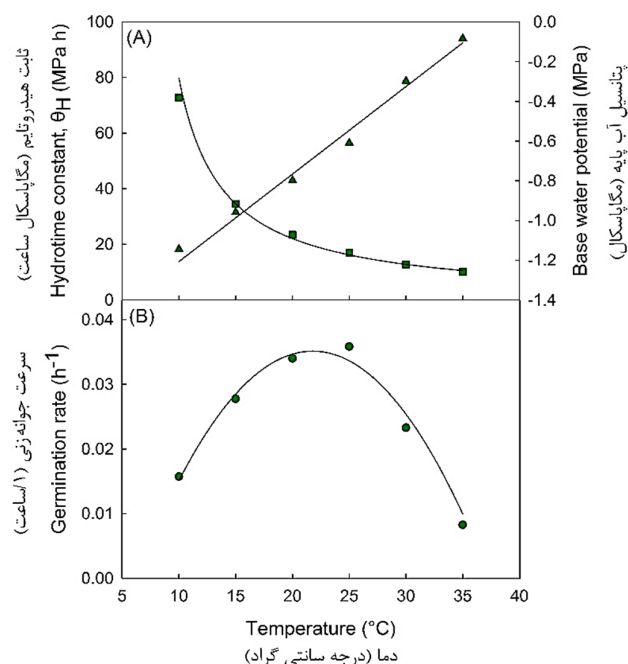 (A)
100
80
60
40
20
0
ثابت هیدروتایم (مگاپاسکال ساعت)
Hydrotime constant, θH (MPa h)
0.0
-0.2
-0.4
-0.6
-0.8
-1.0
-1.2
-1.4
Base water potential (MPa)
پتانسیل آب پایه (مگاپاسکال)
(B)
0.04
0.03
0.02
0.01
0.00
سرعت جوانه‌زنی (۱/ساعت)
Germination rate (h-1)
5 10 15 20 25 30 35 40
Temperature (°C)
دما (درجه سانتی گراد)